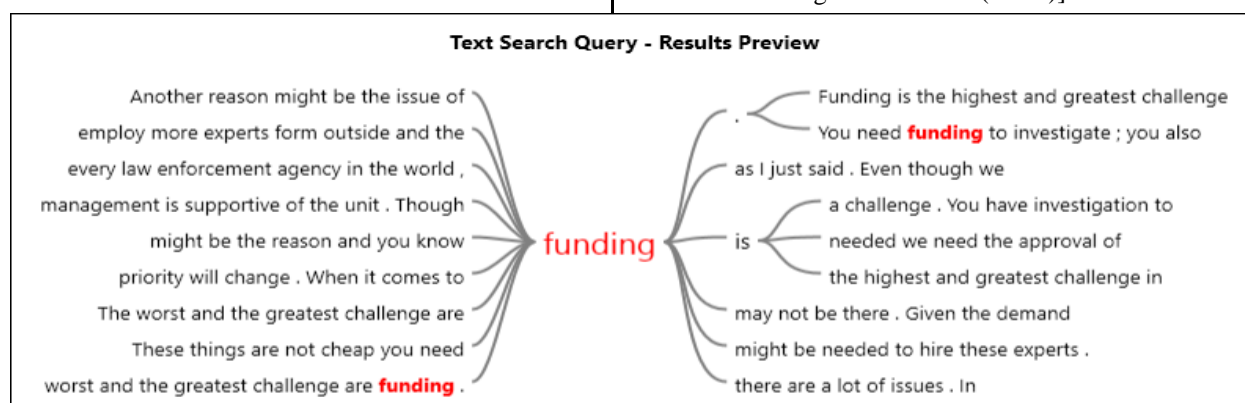 Text Search Query - Results Preview
Another reason might be the issue of
employ more experts form outside and the
every law enforcement agency in the world ,
management is supportive of the unit . Though
might be the reason and you know
priority will change . When it comes to
The worst and the greatest challenge are
These things are not cheap you need
worst and the greatest challenge are funding .
funding
.
Funding is the highest and greatest challenge
You need funding to investigate ; you also
as I just said . Even though we
is
a challenge . You have investigation to
needed we need the approval of
the highest and greatest challenge in
may not be there . Given the demand
might be needed to hire these experts .
there are a lot of issues . In